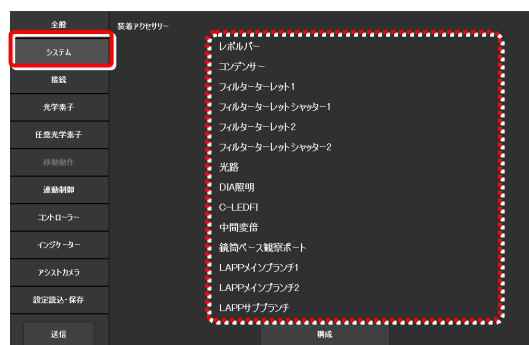 全般
システム
接続
光学素子
任意光学素子
移動動作
連動制御
コントローラー
インジケーター
アシストカメラ
設定読込・保存
送信
装着アクセサリー
レボルバー
コンデンサー
フィルターターレット1
フィルターターレットシャッター1
フィルターターレット2
フィルターターレットシャッター2
光路
DIA照明
C-LEDFI
中間変倍
鏡筒ベース観察ポート
LAPPメインブランチ1
LAPPメインブランチ2
LAPPサブブランチ
構成